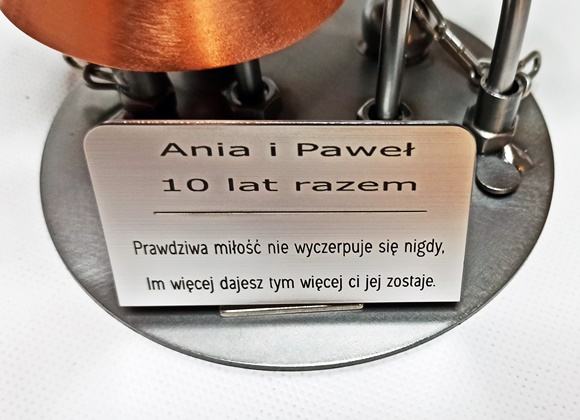 Ania i Paweł
10 lat razem
Prawdziwa miłość nie wyczerpuje się nigdy,
Im więcej dajesz tym więcej ci jej zostaje.